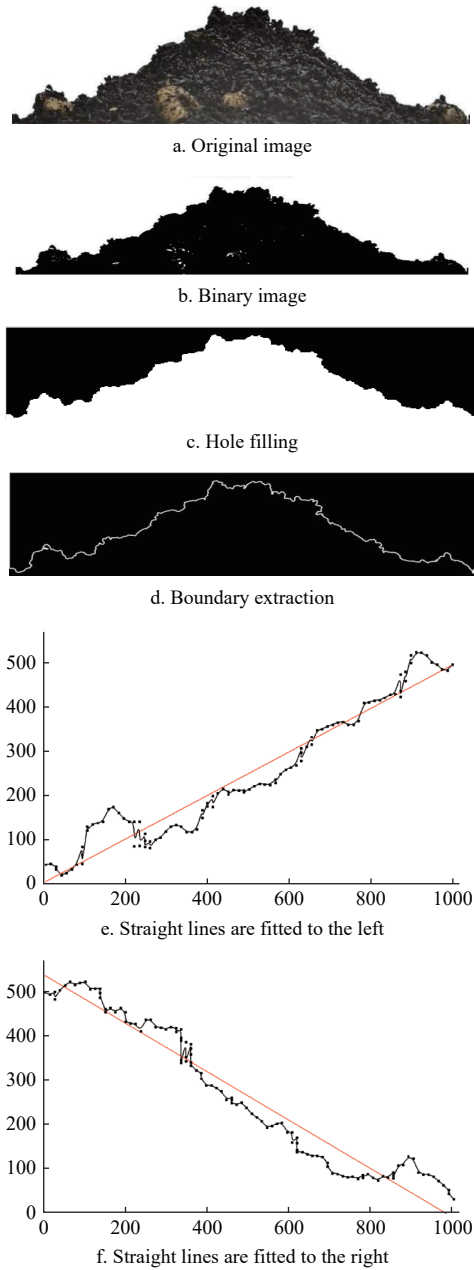 a. Original image
b. Binary image
c. Hole filling
d. Boundary extraction
500
400
300
200
100
0
0 200 400 600 800 1000
e. Straight lines are fitted to the left
500
400
300
200
100
0
0 200 400 600 800 1000
f. Straight lines are fitted to the right